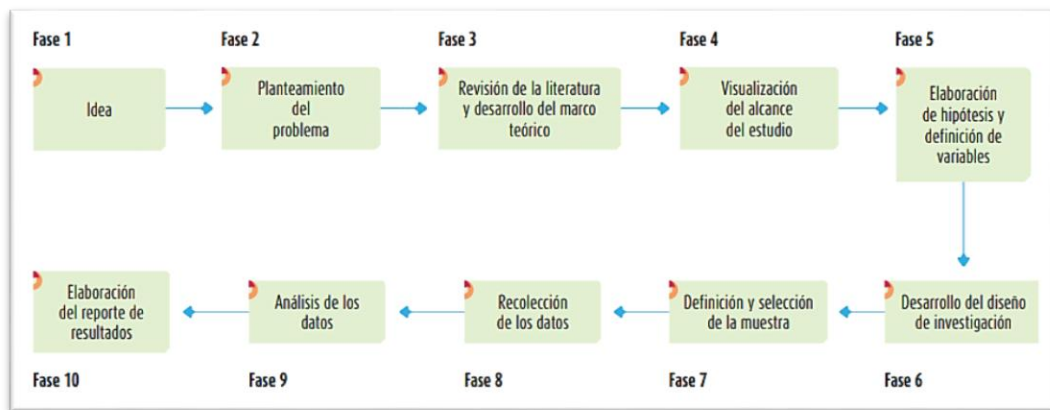 Fase 1
Fase 2
Fase 3
Fase 4
Fase 5
Idea
Planteamiento
del
problema
Revisión de la literatura
y desarrollo del marco
teórico
Visualización
del alcance
del estudio
Elaboración
de hipótesis y
definición de
variables
Elaboración
del reporte de
resultados
Análisis de los
datos
Recolección
de los datos
Definición y selección
de la muestra
Desarrollo del diseño
de investigación
Fase 10
Fase 9
Fase 8
Fase 7
Fase 6